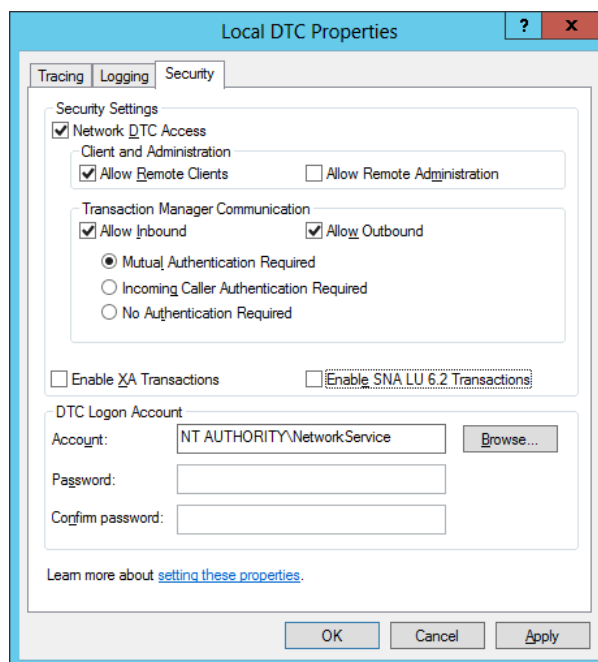 Local DTC Properties
? x
Tracing Logging Security
Security Settings
Network DTC Access
Client and Administration
Allow Remote Clients Allow Remote Administration
Transaction Manager Communication
Allow Inbound Allow Outbound
Mutual Authentication Required
Incoming Caller Authentication Required
No Authentication Required
Enable XA Transactions Enable SNA LU 6.2 Transactions
DTC Logon Account
Account: NT AUTHORITY\NetworkService Browse...
Password:
Confirm password:
Learn more about setting these properties.
OK Cancel Apply